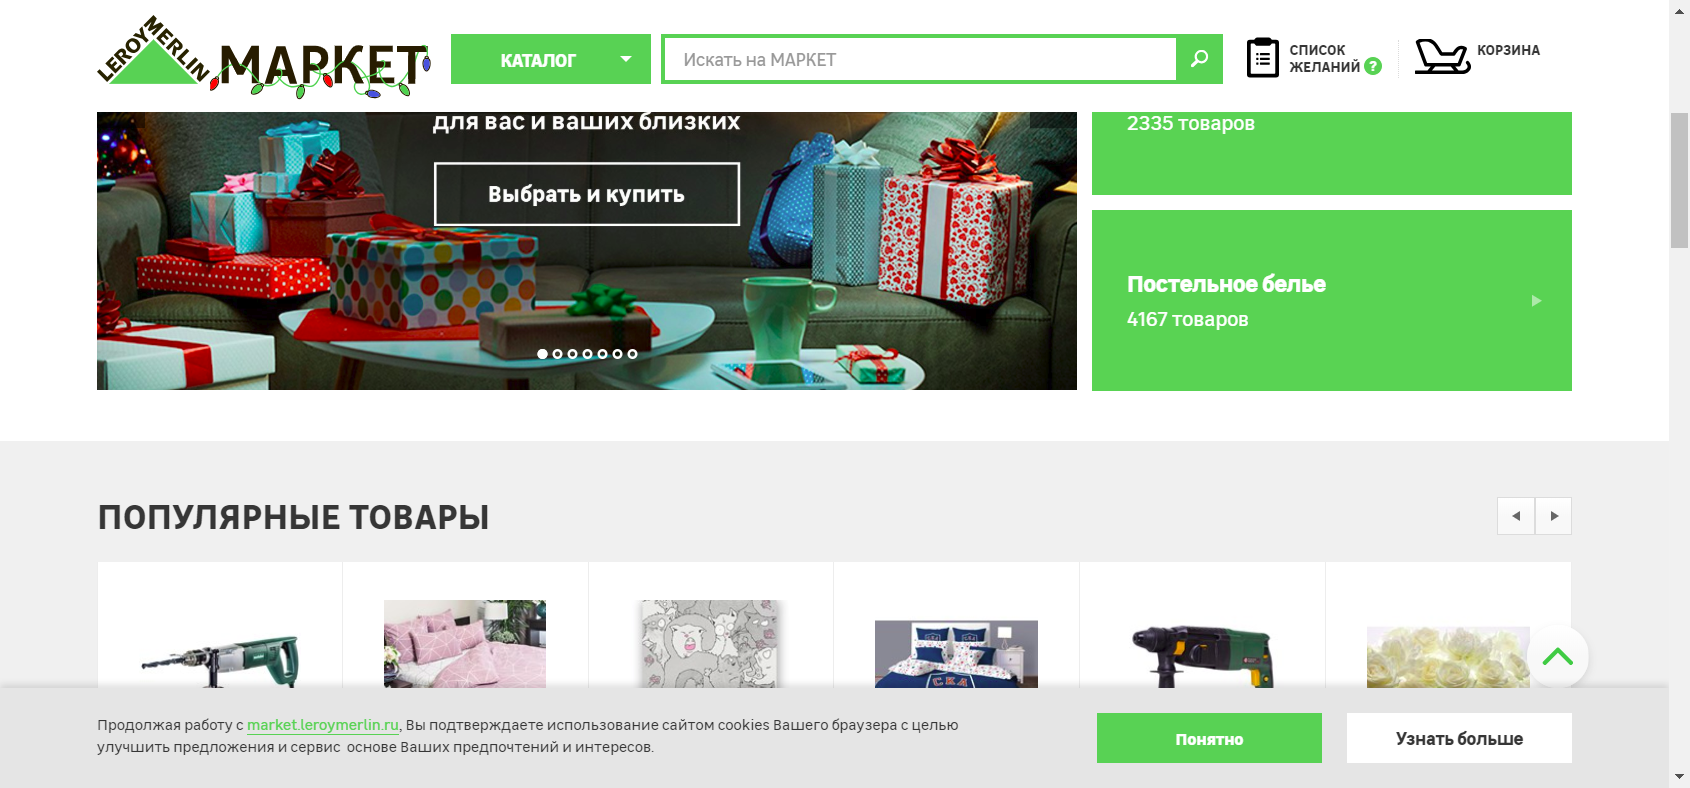 LEROY MERLIN МАРКЕТ
КАТАЛОГ
Искать на МАРКЕТ
СПИСОК
ЖЕЛАНИЙ ?
КОРЗИНА
для вас и ваших близких
Выбрать и купить
2335 товаров
Постельное белье
4167 товаров
ПОПУЛЯРНЫЕ ТОВАРЫ
СКА
Продолжая работу с market.leroymerlin.ru, Вы подтверждаете использование сайтом cookies Вашего браузера с целью
улучшить предложения и сервис основе Ваших предпочтений и интересов.
Понятно
Узнать больше